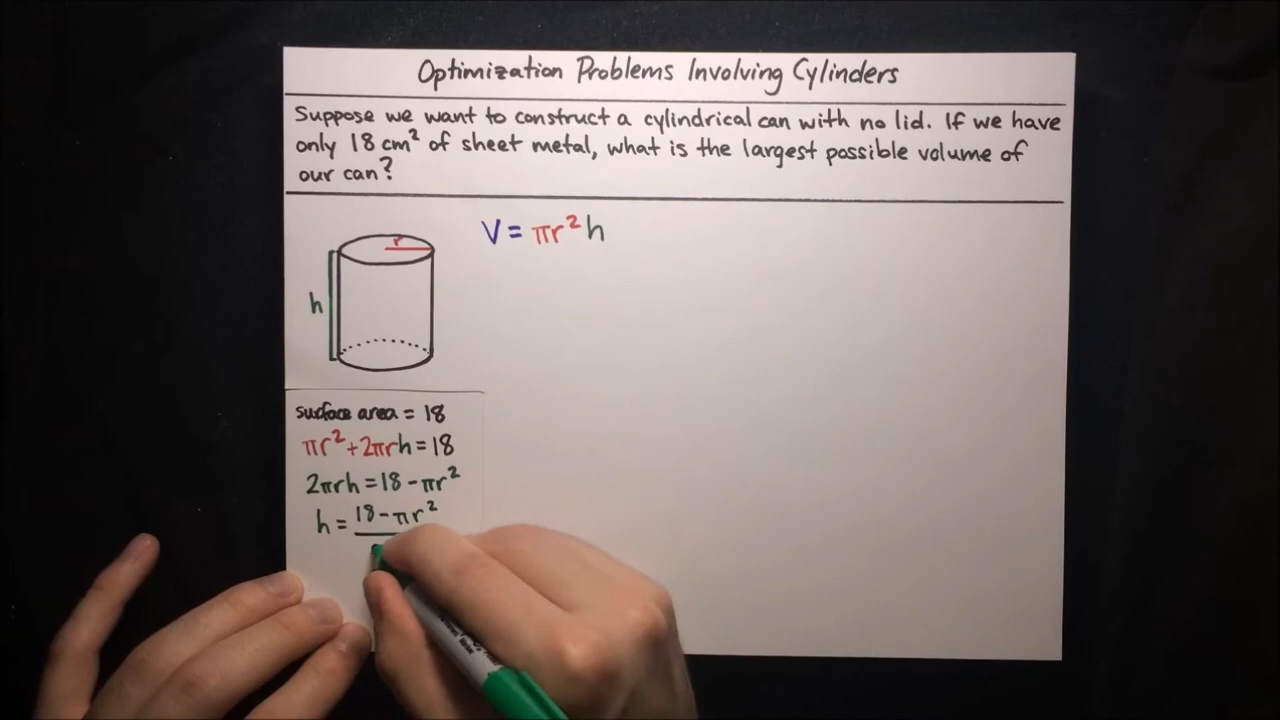 Optimization Problems Involving Cylinders
Suppose we want to construct a cylindrical can with no lid. If we have
only 18 cm² of sheet metal, what is the largest possible volume of
our can?
V = πr²h
r
h
surface area = 18
πr² + 2πrh = 18
2πrh = 18 - πr²
h = 18 - πr²